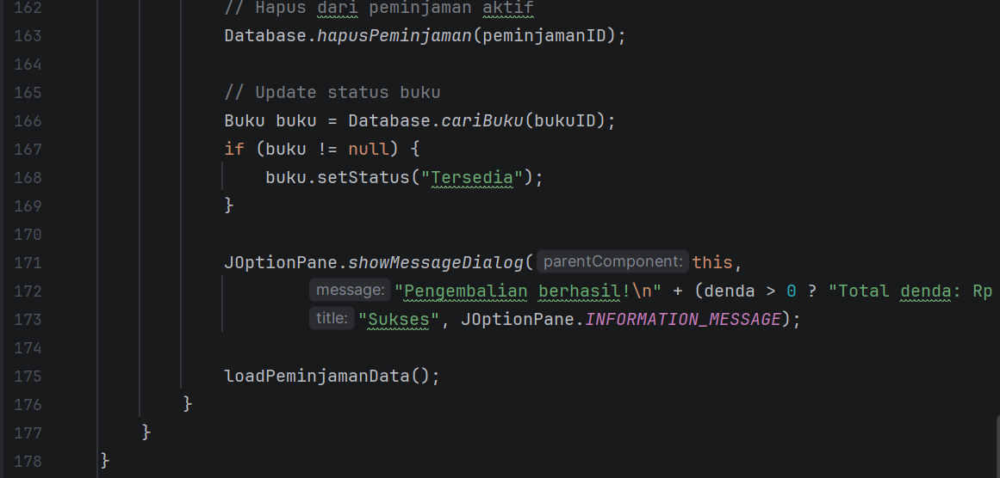 162 // Hapus dari peminjaman aktif
163 Database.hapusPeminjaman(peminjamanID);
164
165 // Update status buku
166 Buku buku = Database.cariBuku(bukuID);
167 if (buku != null) {
168 buku.setStatus("Tersedia");
169 }
170
171 JOptionPane.showMessageDialog( parentComponent: this,
172 message: "Pengembalian berhasil!\n" + (denda > 0 ? "Total denda: Rp
173 title: "Sukses", JOptionPane.INFORMATION_MESSAGE);
174
175 loadPeminjamanData();
176 }
177 }
178 }